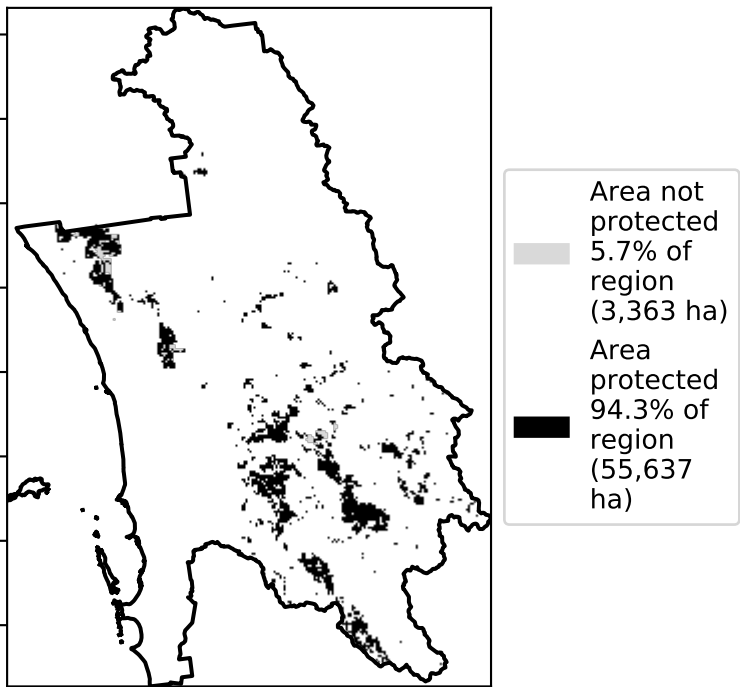 Area not
protected
5.7% of
region
(3,363 ha)
Area
protected
94.3% of
region
(55,637
ha)